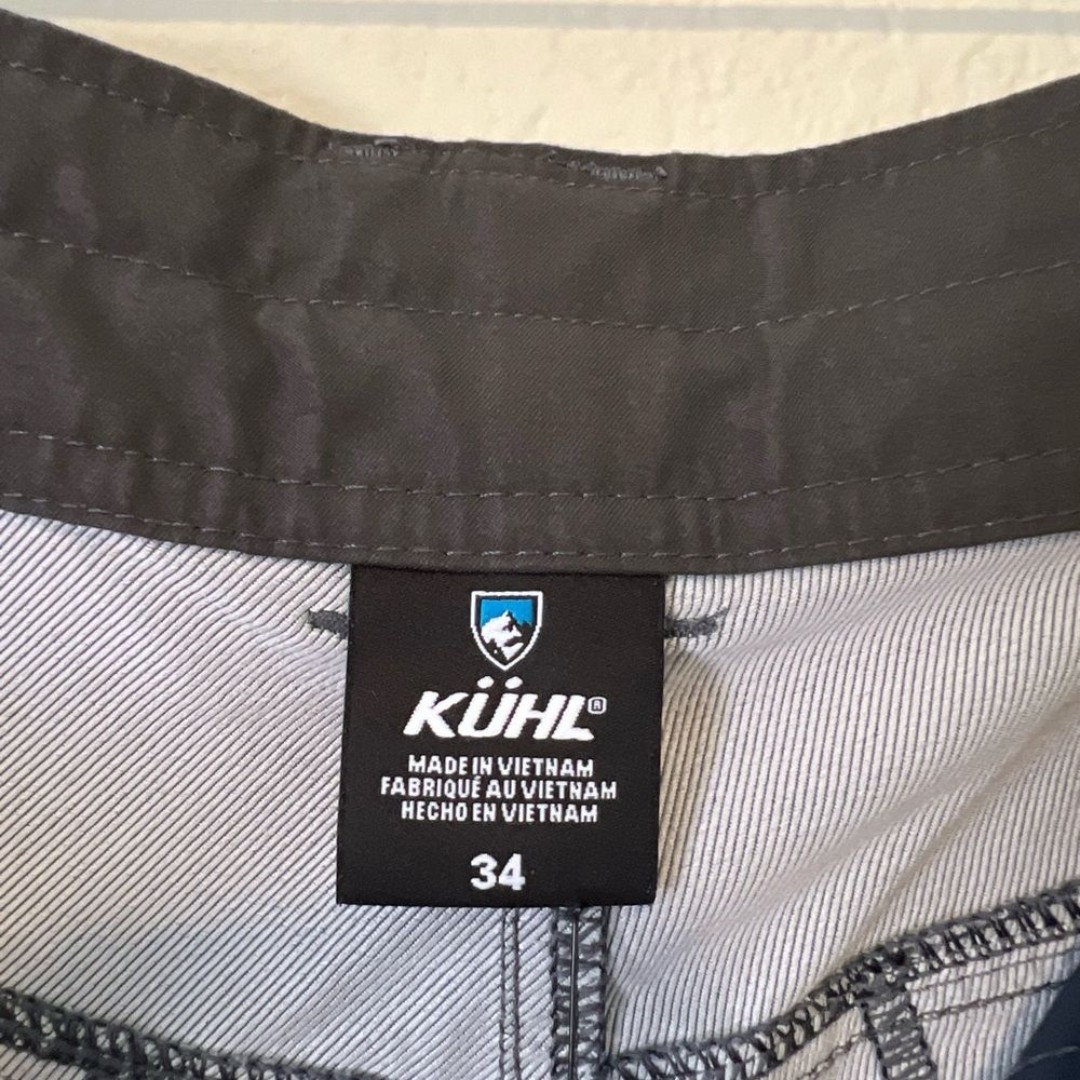 KÜHL®
MADE IN VIETNAM
FABRIQUÉ AU VIETNAM
HECHO EN VIETNAM
34